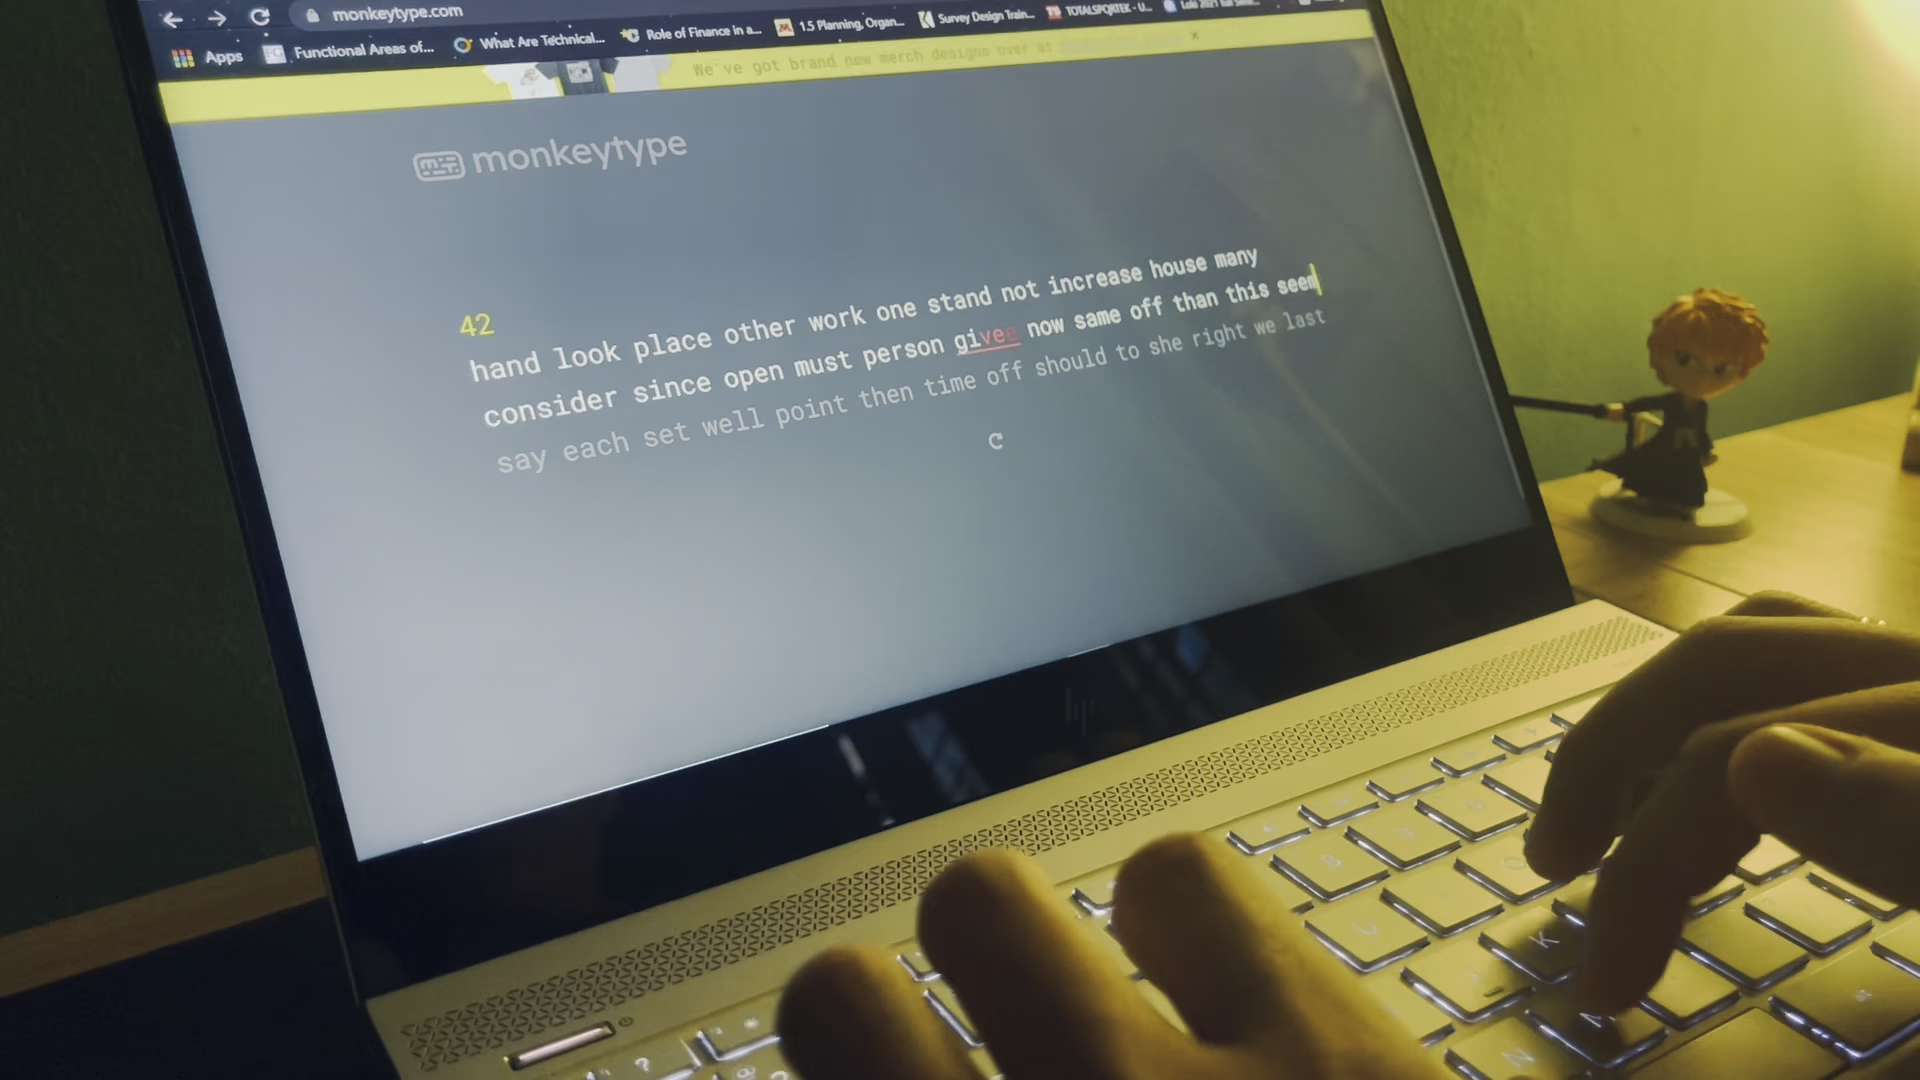 monkeytype.com
Apps Functional Areas of... What Are Technical... Role of Finance in a... 1.5 Planning, Organ... Survey Design Train... TOTALSPORTEK - U...
We've got brand new merch designs over at
monkeytype
42
hand look place other work one stand not increase house many
consider since open must person givee now same off than this seem
say each set well point then time off should to she right we last
hp
K
N